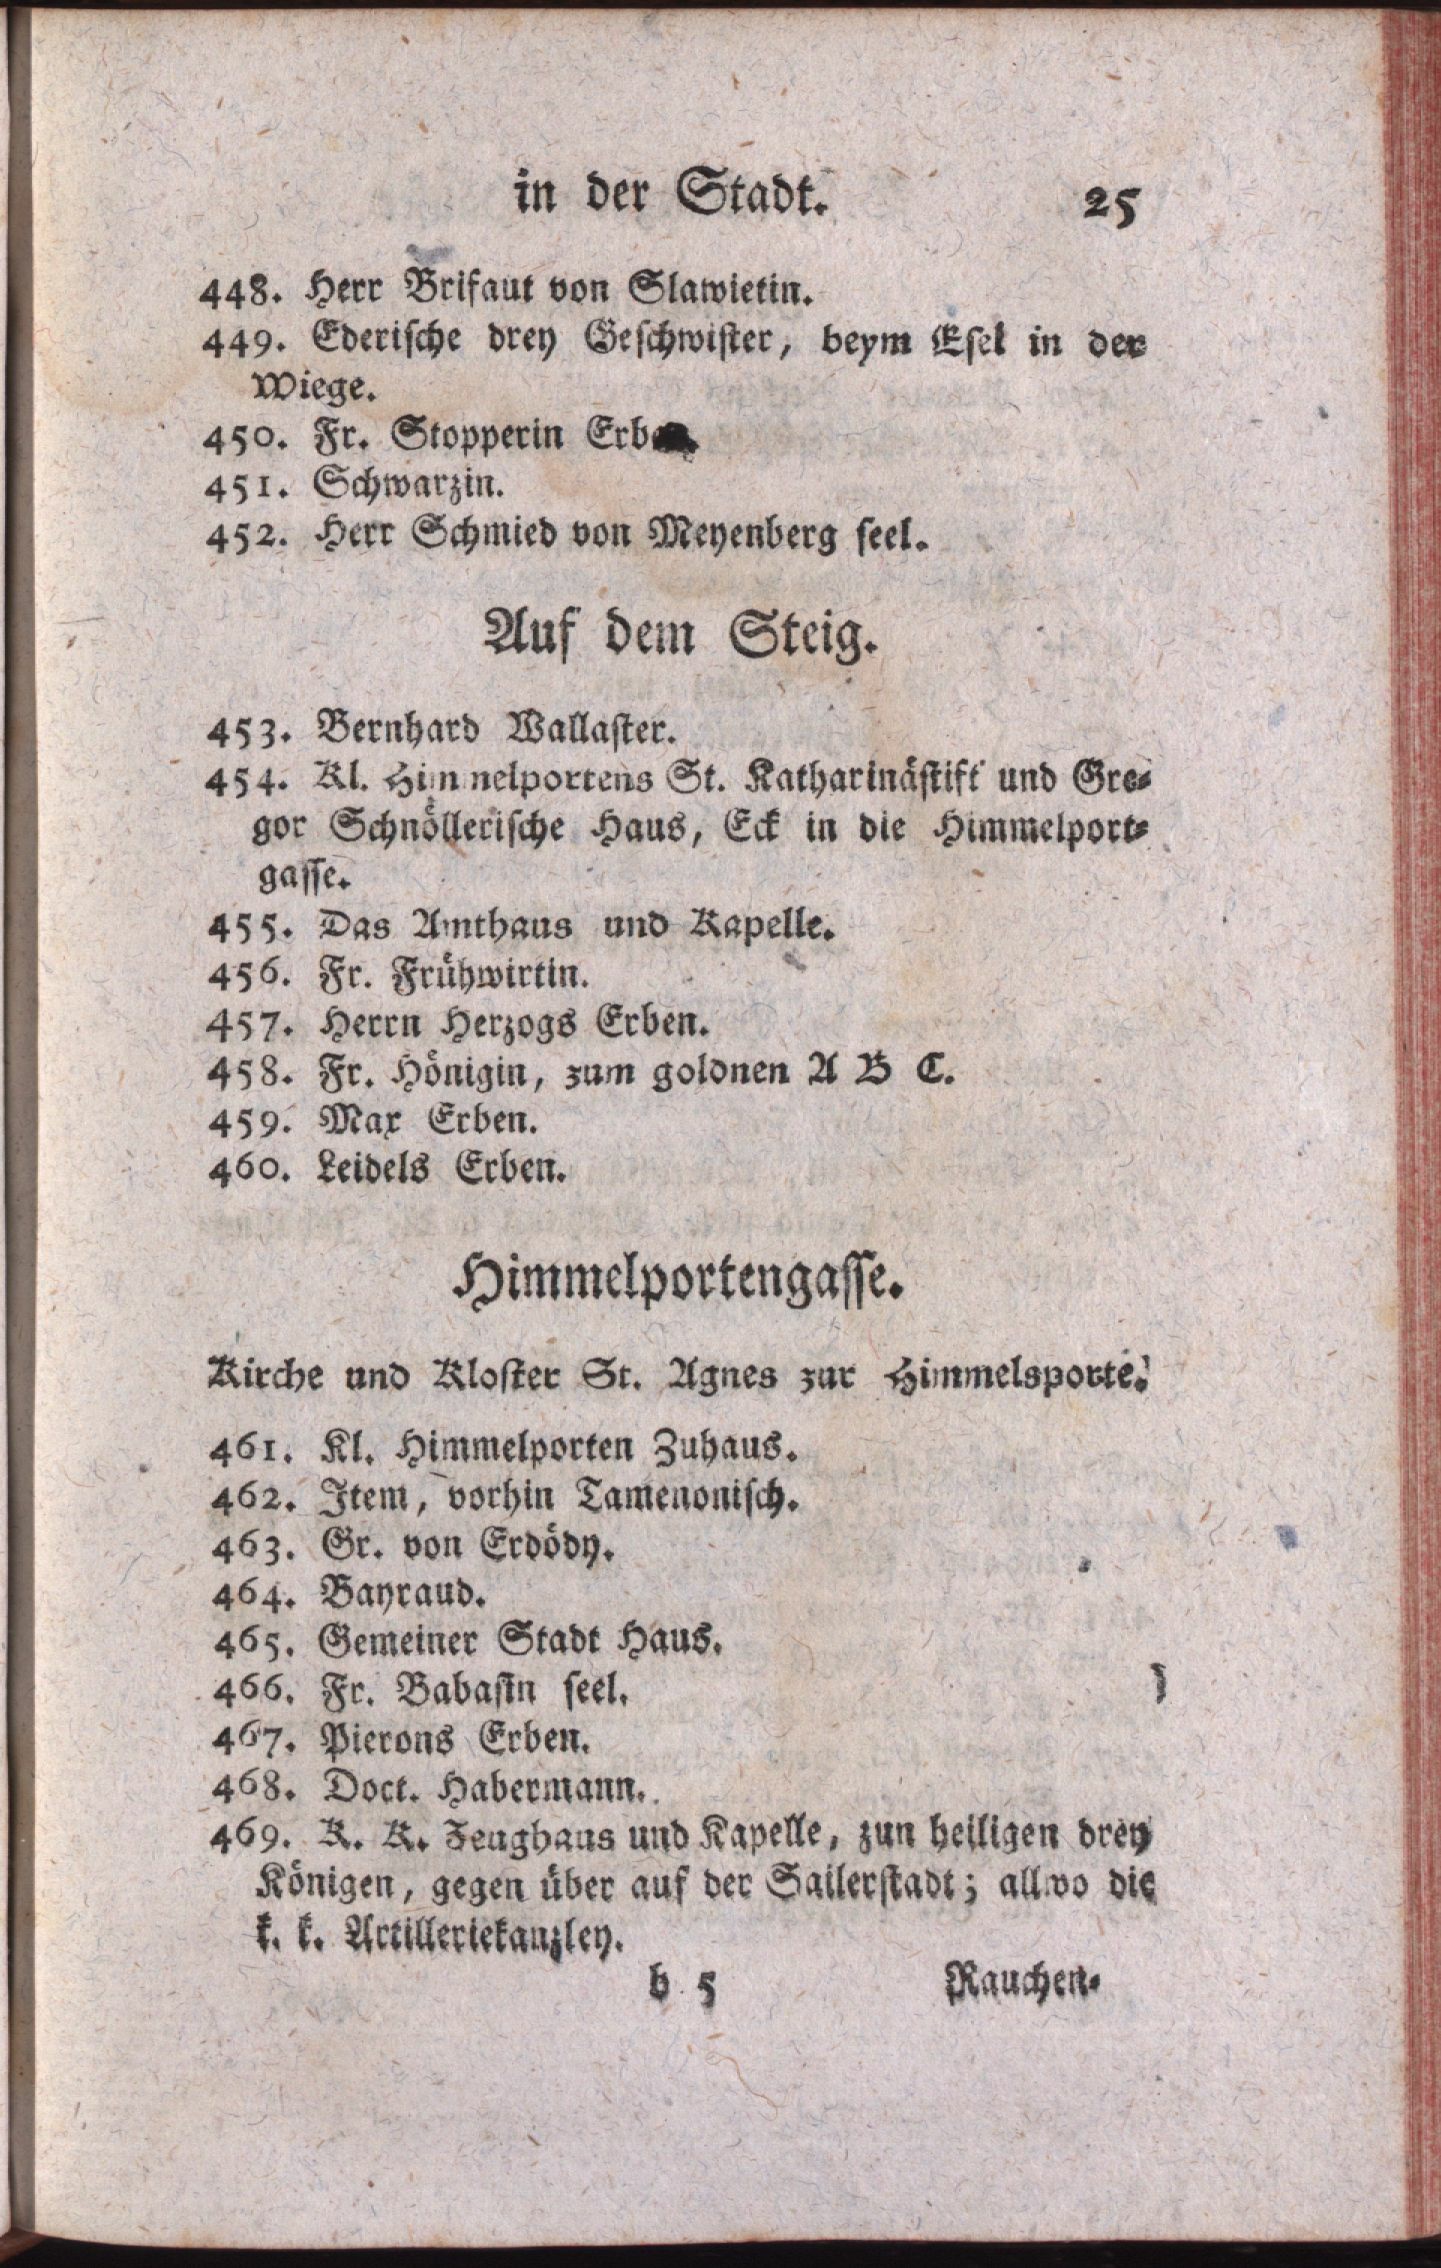 in der Stadt. 25
448. Herr Brifaut von Slawietin.
449. Ederische drey Geschwister, beym Esel in der
Wiege.
450. Fr. Stopperin Erben.
451. Schwarzin.
452. Herr Schmied von Meyenberg seel.
Auf dem Steig.
453. Bernhard Wallaster.
454. Kl. Himmelportens St. Katharinästift und Gre-
gor Schnöllerische Haus, Eck in die Himmelport-
gasse.
455. Das Amthaus und Kapelle.
456. Fr. Frühwirtin.
457. Herrn Herzogs Erben.
458. Fr. Hönigin, zum goldnen A B C.
459. Max Erben.
460. Leidels Erben.
Himmelportengasse.
Kirche und Kloster St. Agnes zur Himmelsporte.
461. Kl. Himmelporten Zuhaus.
462. Item, vorhin Tamenonisch.
463. Gr. von Erdödy.
464. Bayraud.
465. Gemeiner Stadt Haus.
466. Fr. Babasin seel.
467. Pierons Erben.
468. Doct. Habermann.
469. K. K. Zeughaus und Kapelle, zun heiligen drey
Königen, gegen über auf der Sailerstadt; allwo die
k. k. Artilleriekanzley.
b 5 Rauchen-